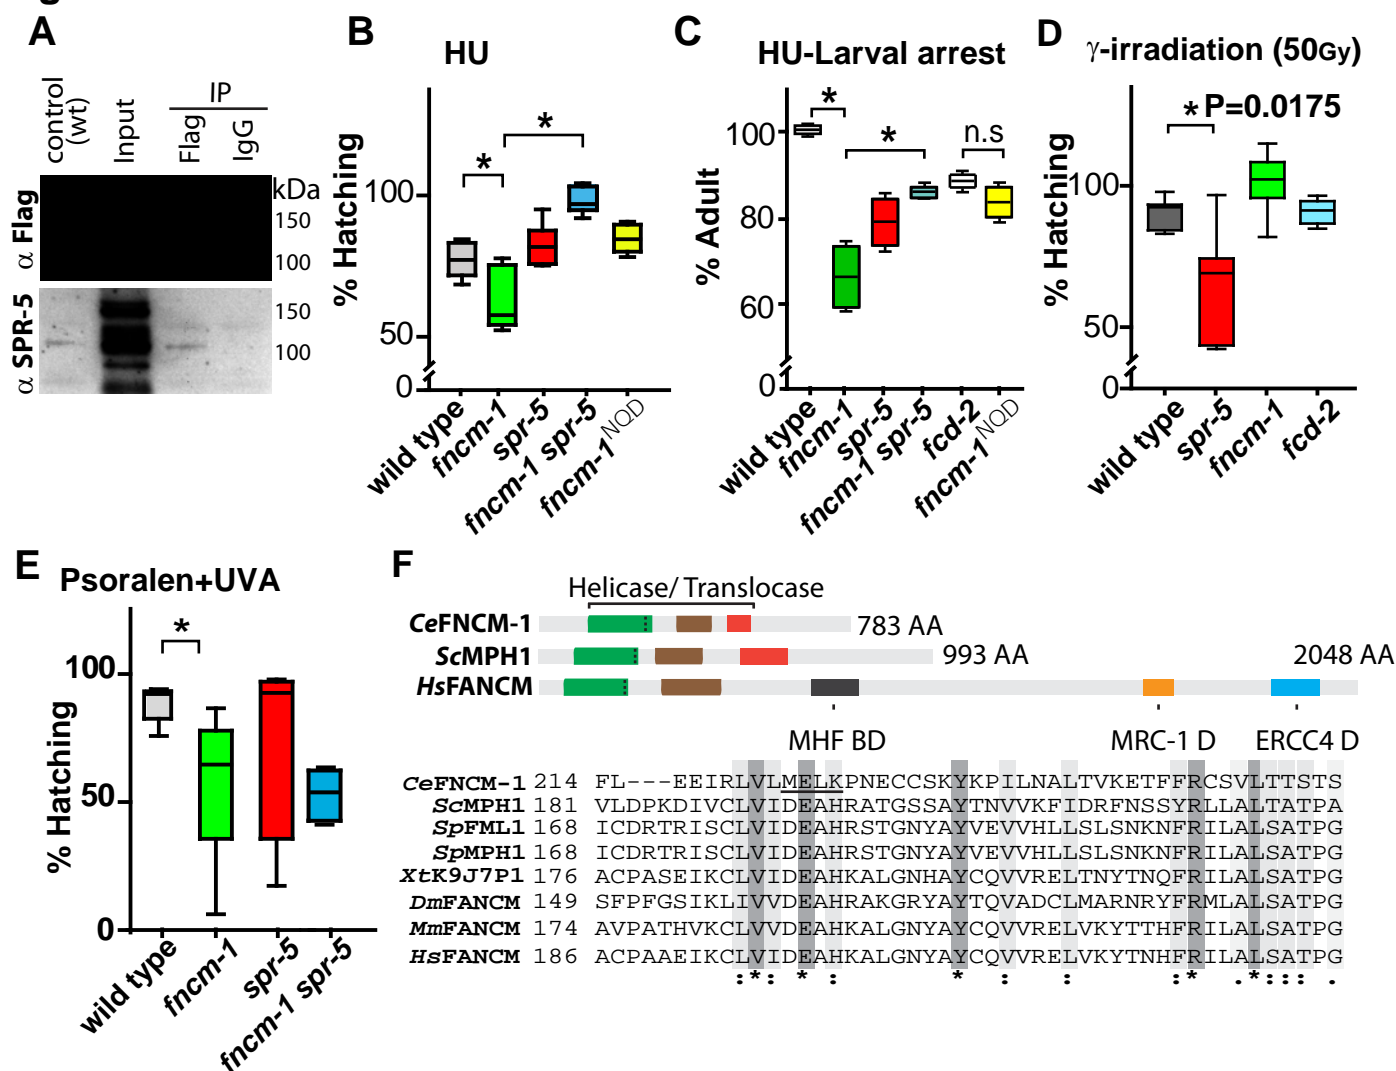 A
control (wt)
Input
IP
Flag
IgG
α Flag
kDa
150
100
α SPR-5
150
100
B
HU
% Hatching
100
50
0
*
*
wild type
fncm-1
spr-5
fncm-1 spr-5
fncm-1NQD
C
HU-Larval arrest
% Adult
100
80
60
0
*
*
n.s
wild type
fncm-1
spr-5
fncm-1 spr-5
fcd-2
fncm-1NQD
D
γ-irradiation (50Gy)
* P=0.0175
% Hatching
100
50
0
wild type
spr-5
fncm-1
fcd-2
E
Psoralen+UVA
% Hatching
100
50
0
*
wild type
fncm-1
spr-5
fncm-1 spr-5
F
Helicase/ Translocase
CeFNCM-1 783 AA
ScMPH1 993 AA
HsFANCM 2048 AA
MHF BD MRC-1 D ERCC4 D
CeFNCM-1 214 FL---EEIRLVLMELKPNECCSKYKPILNALTVKETFFRCSVLTTSTS
ScMPH1 181 VLDPKDIVCLVIDEAHRATGSSAYTNVVKFIDRFNSSYRLLALTATPA
SpFML1 168 ICDRTRISCLVIDEAHRSTGNYAYVEVVHLLSLSNKNFRILALSATPG
SpMPH1 168 ICDRTRISCLVIDEAHRSTGNYAYVEVVHLLSLSNKNFRILALSATPG
XtK9J7P1 176 ACPASEIKCLVIDEAHKALGNHAYCQVVRELTNYTNQFRILALSATPG
DmFANCM 149 SFPFGSIKLIVVDEAHRAKGRYAYTQVADCLMARNRYFRMLALSATPG
MmFANCM 174 AVPATHVKCLVVDEAHKALGNYAYCQVVRELVKYTTHFRILALSATPG
HsFANCM 186 ACPAAEIKCLVIDEAHKALGNYAYCQVVRELVKYTNHFRILALSATPG
:* * : * : : :* .*::: .